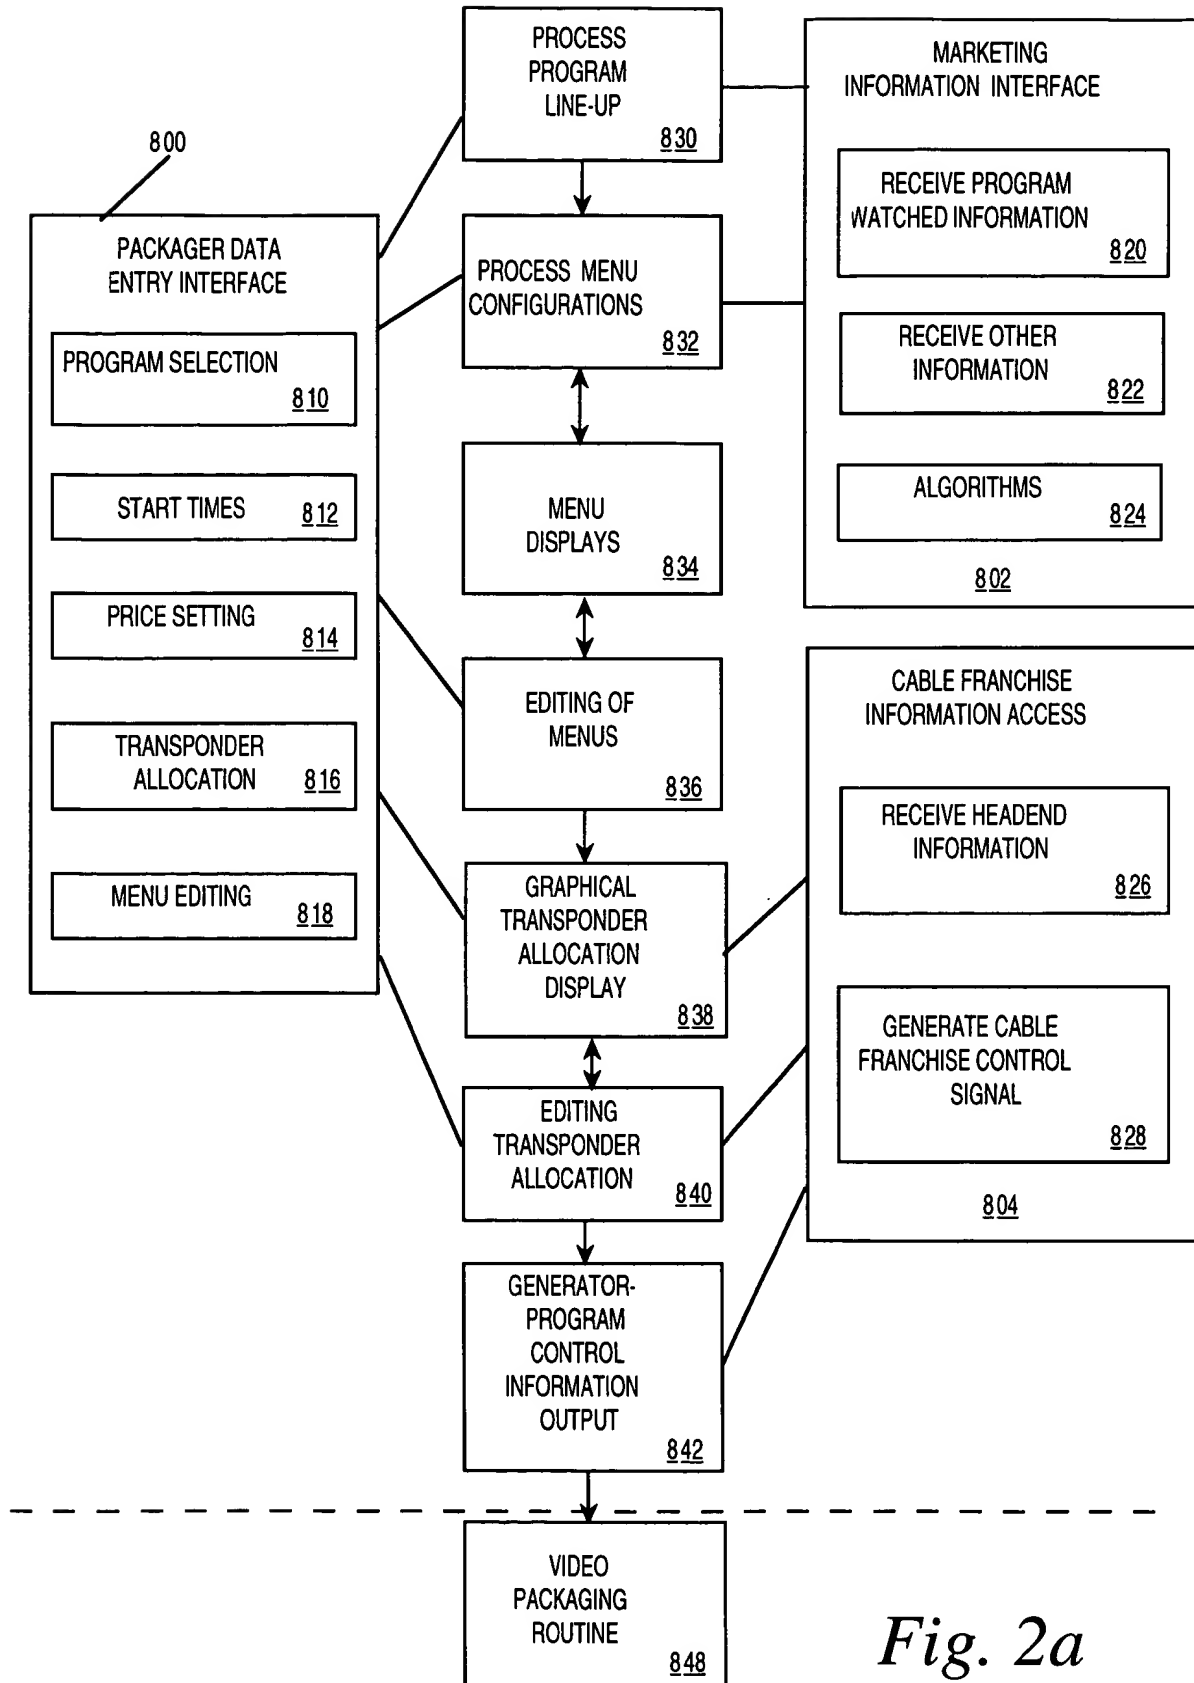 800
PACKAGER DATA
ENTRY INTERFACE
PROGRAM SELECTION
810
START TIMES 812
PRICE SETTING 814
TRANSPONDER
ALLOCATION 816
MENU EDITING 818
PROCESS
PROGRAM
LINE-UP
830
PROCESS MENU
CONFIGURATIONS
832
MENU
DISPLAYS
834
EDITING OF
MENUS
836
GRAPHICAL
TRANSPONDER
ALLOCATION
DISPLAY
838
EDITING
TRANSPONDER
ALLOCATION
840
GENERATOR-
PROGRAM
CONTROL
INFORMATION
OUTPUT
842
VIDEO
PACKAGING
ROUTINE
848
MARKETING
INFORMATION INTERFACE
RECEIVE PROGRAM
WATCHED INFORMATION
820
RECEIVE OTHER
INFORMATION
822
ALGORITHMS
824
802
CABLE FRANCHISE
INFORMATION ACCESS
RECEIVE HEADEND
INFORMATION
826
GENERATE CABLE
FRANCHISE CONTROL
SIGNAL
828
804
Fig. 2a